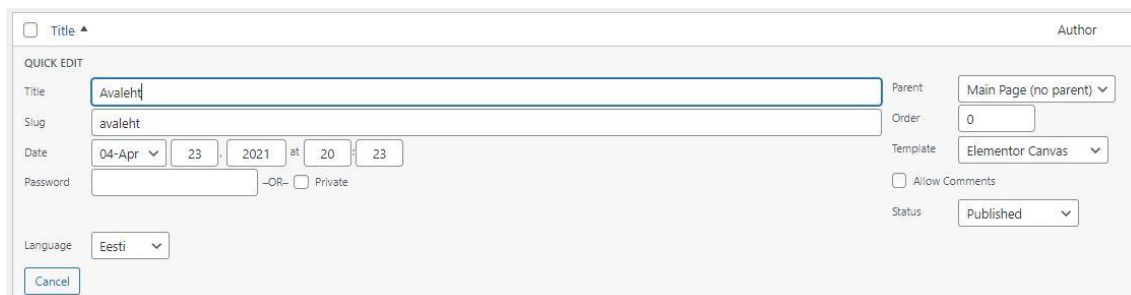 Title ▲ Author
QUICK EDIT
Title Avaleht
Slug avaleht
Date 04-Apr 23, 2021 at 20:23
Password –OR– Private
Language Eesti
Cancel
Parent Main Page (no parent)
Order 0
Template Elementor Canvas
Allow Comments
Status Published